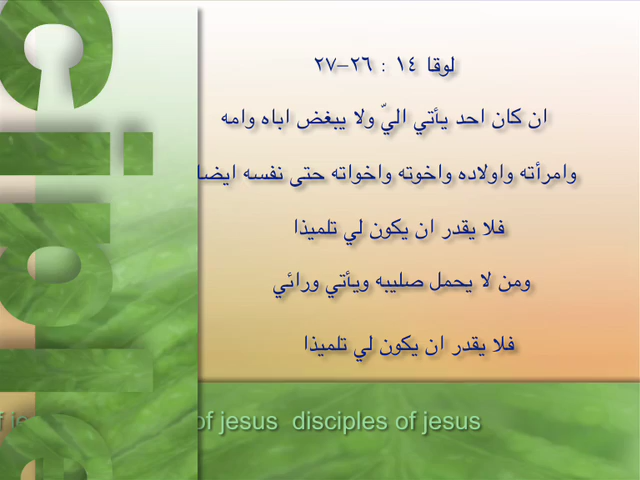 لوقا ١٤ : ٢٦-٢٧
ان كان احد يأتي اليّ ولا يبغض اباه وامه
وامرأته واولاده واخوته واخواته حتى نفسه ايضا
فلا يقدر ان يكون لي تلميذا
ومن لا يحمل صليبه ويأتي ورائي
فلا يقدر ان يكون لي تلميذا
of jesus disciples of jesus